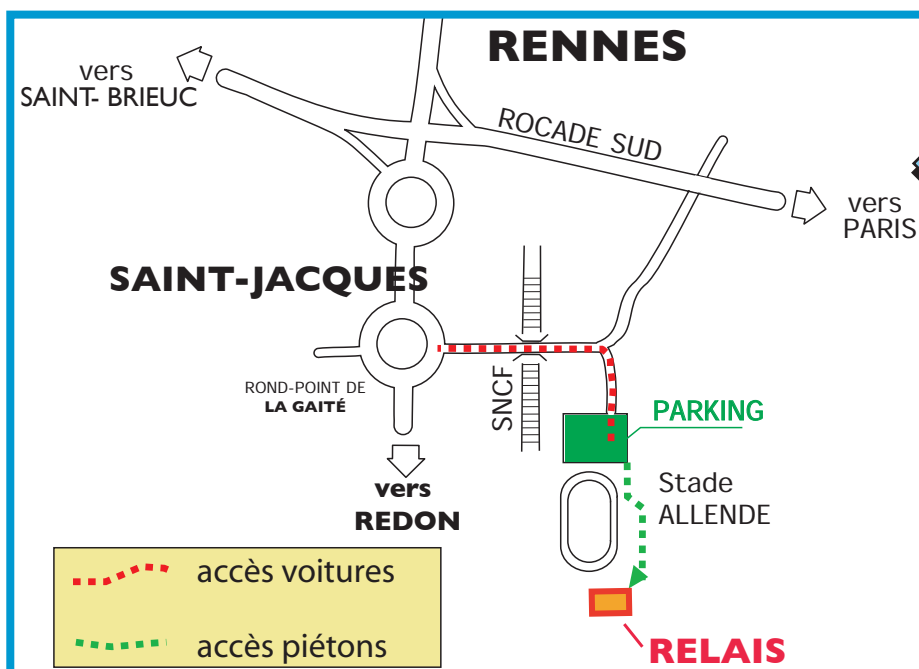 RENNES
vers
SAINT- BRIEUC
ROCADE SUD
vers
PARIS
SAINT-JACQUES
ROND-POINT DE
LA GAITÉ
SNCF
PARKING
vers
REDON
Stade
ALLENDE
accès voitures
accès piétons
RELAIS